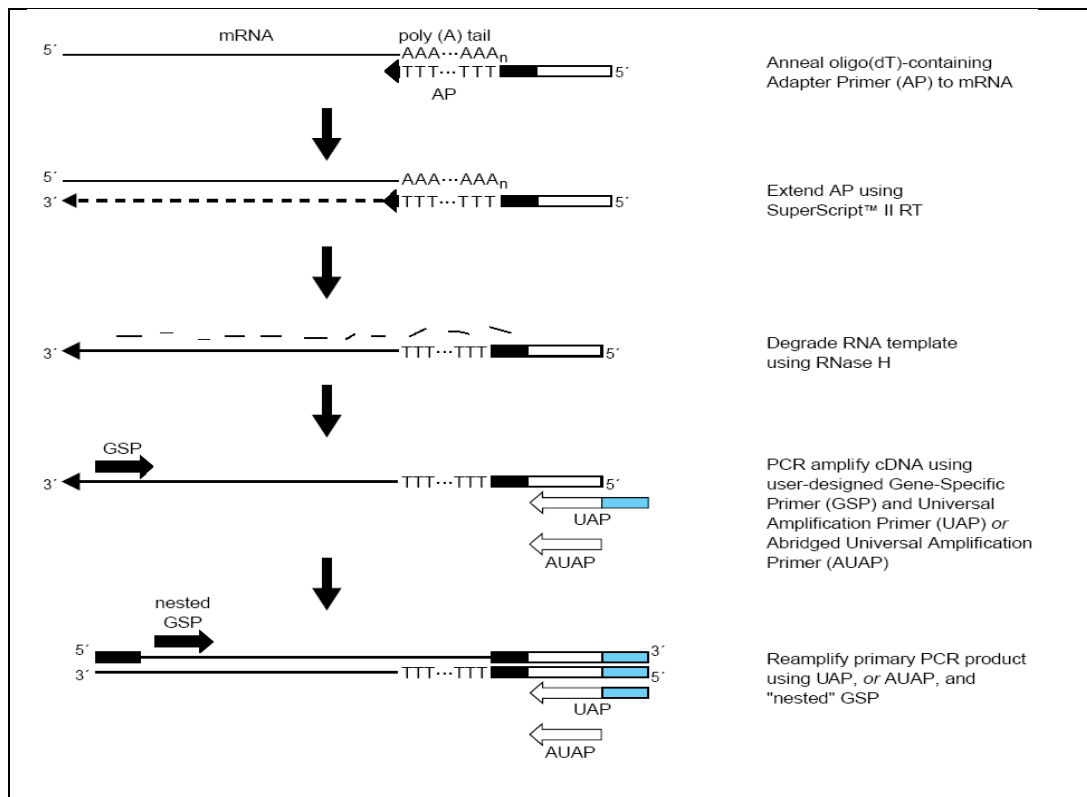 mRNA
poly (A) tail
5´
AAA···AAAn
TTT···TTT
5´
AP
Anneal oligo(dT)-containing
Adapter Primer (AP) to mRNA
5´
AAA···AAAn
3´
TTT···TTT
5´
Extend AP using
SuperScript™ II RT
3´
TTT···TTT
5´
Degrade RNA template
using RNase H
GSP
3´
TTT···TTT
5´
UAP
AUAP
PCR amplify cDNA using
user-designed Gene-Specific
Primer (GSP) and Universal
Amplification Primer (UAP) or
Abridged Universal Amplification
Primer (AUAP)
nested
GSP
5´
3´
3´
TTT···TTT
5´
UAP
AUAP
Reamplify primary PCR product
using UAP, or AUAP, and
"nested" GSP